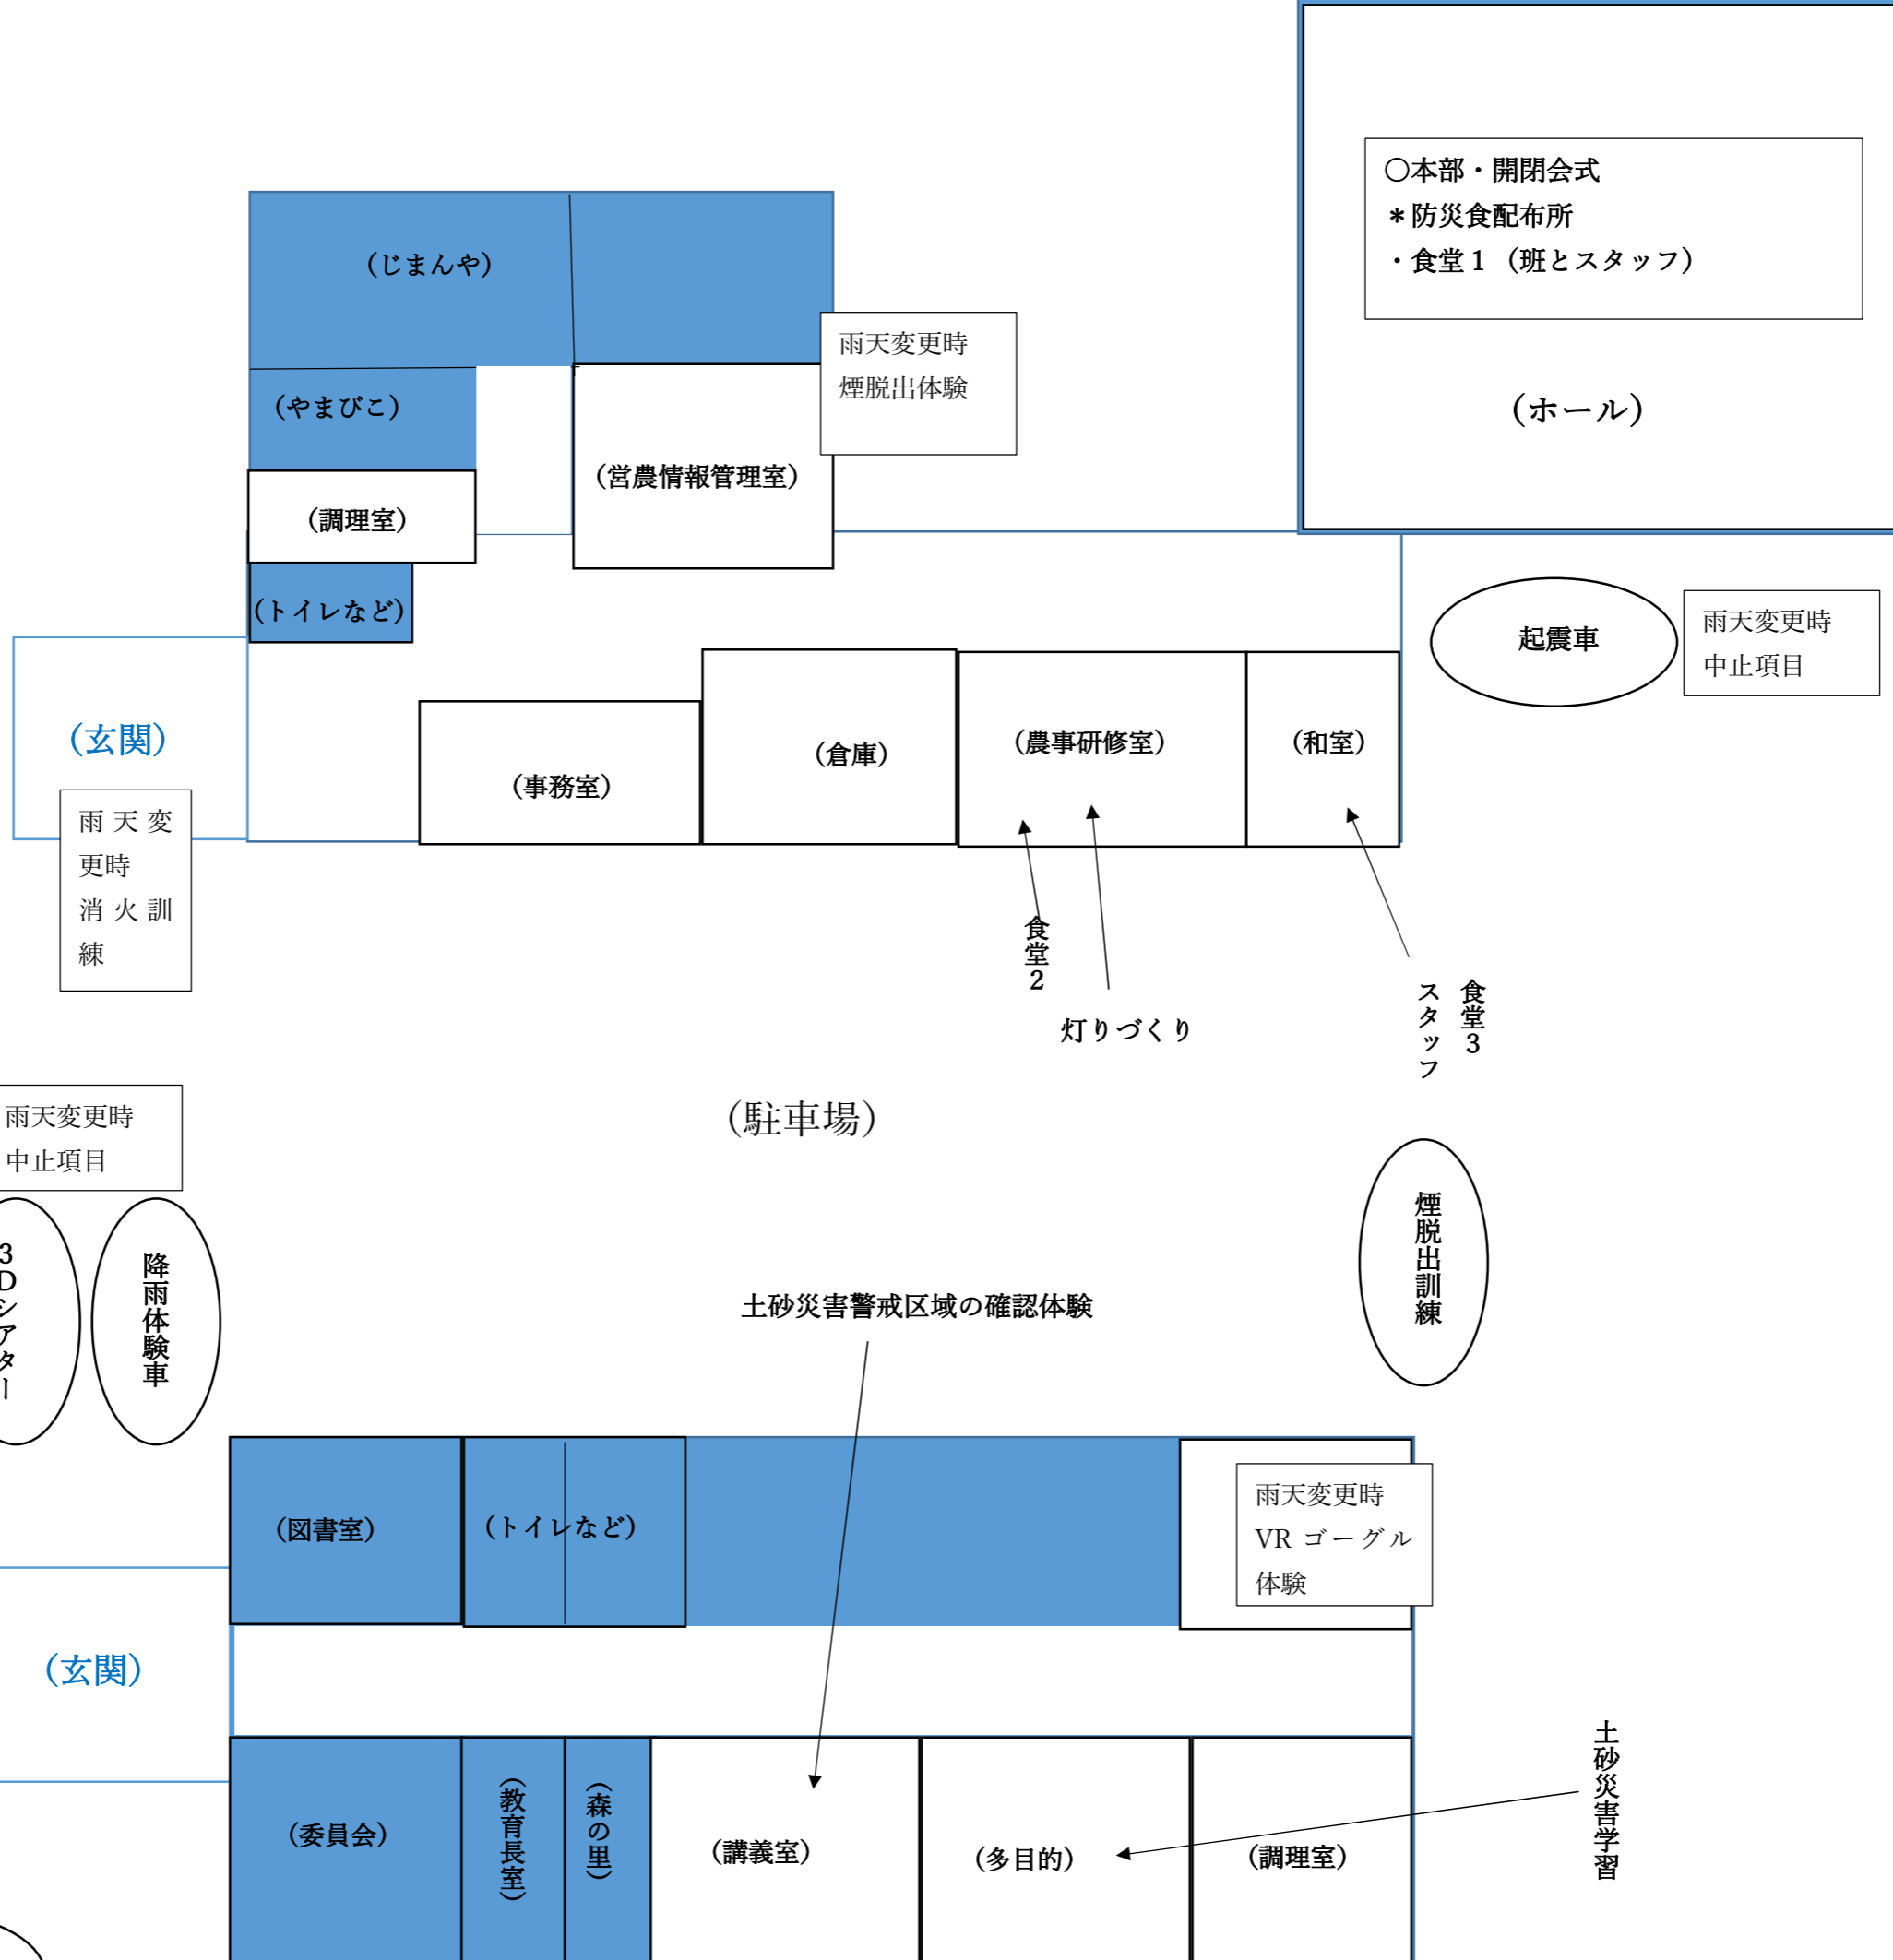 ○本部・開閉会式
＊防災食配布所
・食堂１（班とスタッフ）
（ホール）
（じまんや）
雨天変更時
煙脱出体験
（やまびこ）
（営農情報管理室）
（調理室）
（トイレなど）
起震車
雨天変更時
中止項目
（玄関）
（事務室）
（倉庫）
（農事研修室）
（和室）
雨天変
更時
消火訓
練
食堂２
灯りづくり
食堂３
スタッフ
雨天変更時
中止項目
（駐車場）
3Dシアター
降雨体験車
煙脱出訓練
土砂災害警戒区域の確認体験
（図書室）
（トイレなど）
雨天変更時
VR ゴーグル
体験
（玄関）
土砂災害学習
（委員会）
（教育長室）
（森の里）
（講義室）
（多目的）
（調理室）